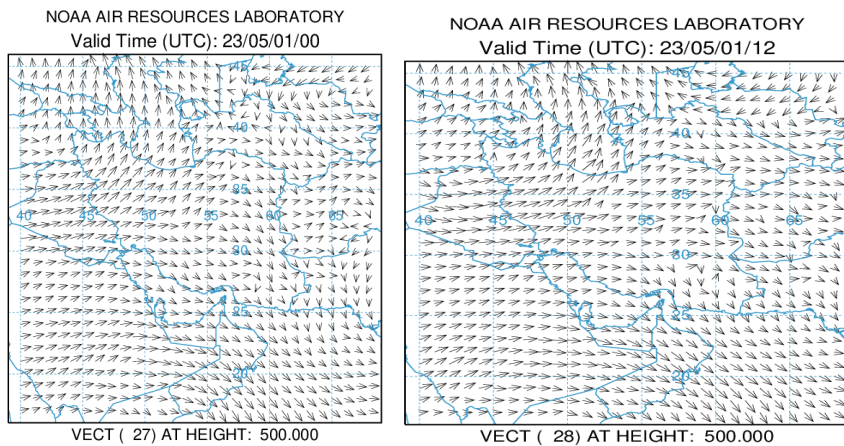 NOAA AIR RESOURCES LABORATORY
Valid Time (UTC): 23/05/01/00
45
40
35
40 45 50 55 60 65
30
25
20
VECT ( 27) AT HEIGHT: 500.000
NOAA AIR RESOURCES LABORATORY
Valid Time (UTC): 23/05/01/12
45
40
35
40 45 50 55 60 65
30
25
20
VECT ( 28) AT HEIGHT: 500.000